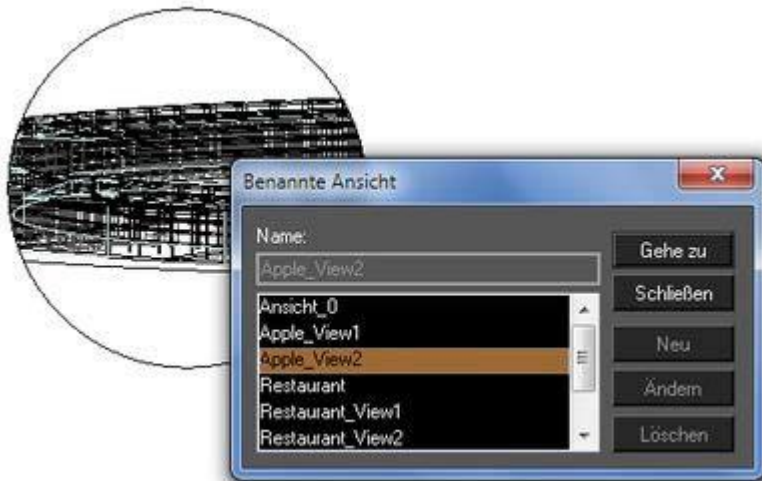 Benannte Ansicht
Name:
Apple_View2
Ansicht_0
Apple_View1
Apple_View2
Restaurant
Restaurant_View1
Restaurant_View2
Gehe zu
Schließen
Neu
Ändern
Löschen